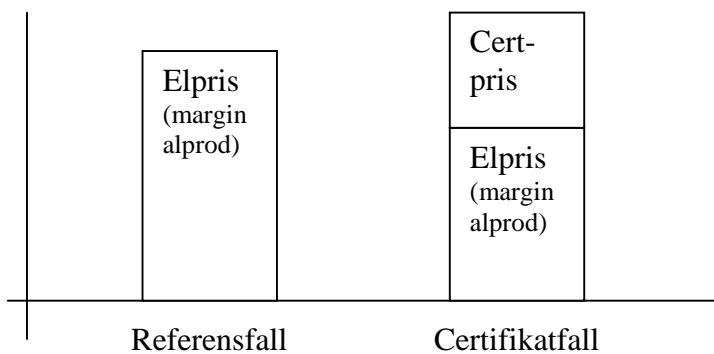 Elpris
(margin
alprod)
Cert-
pris
Elpris
(margin
alprod)
Referensfall
Certifikatfall